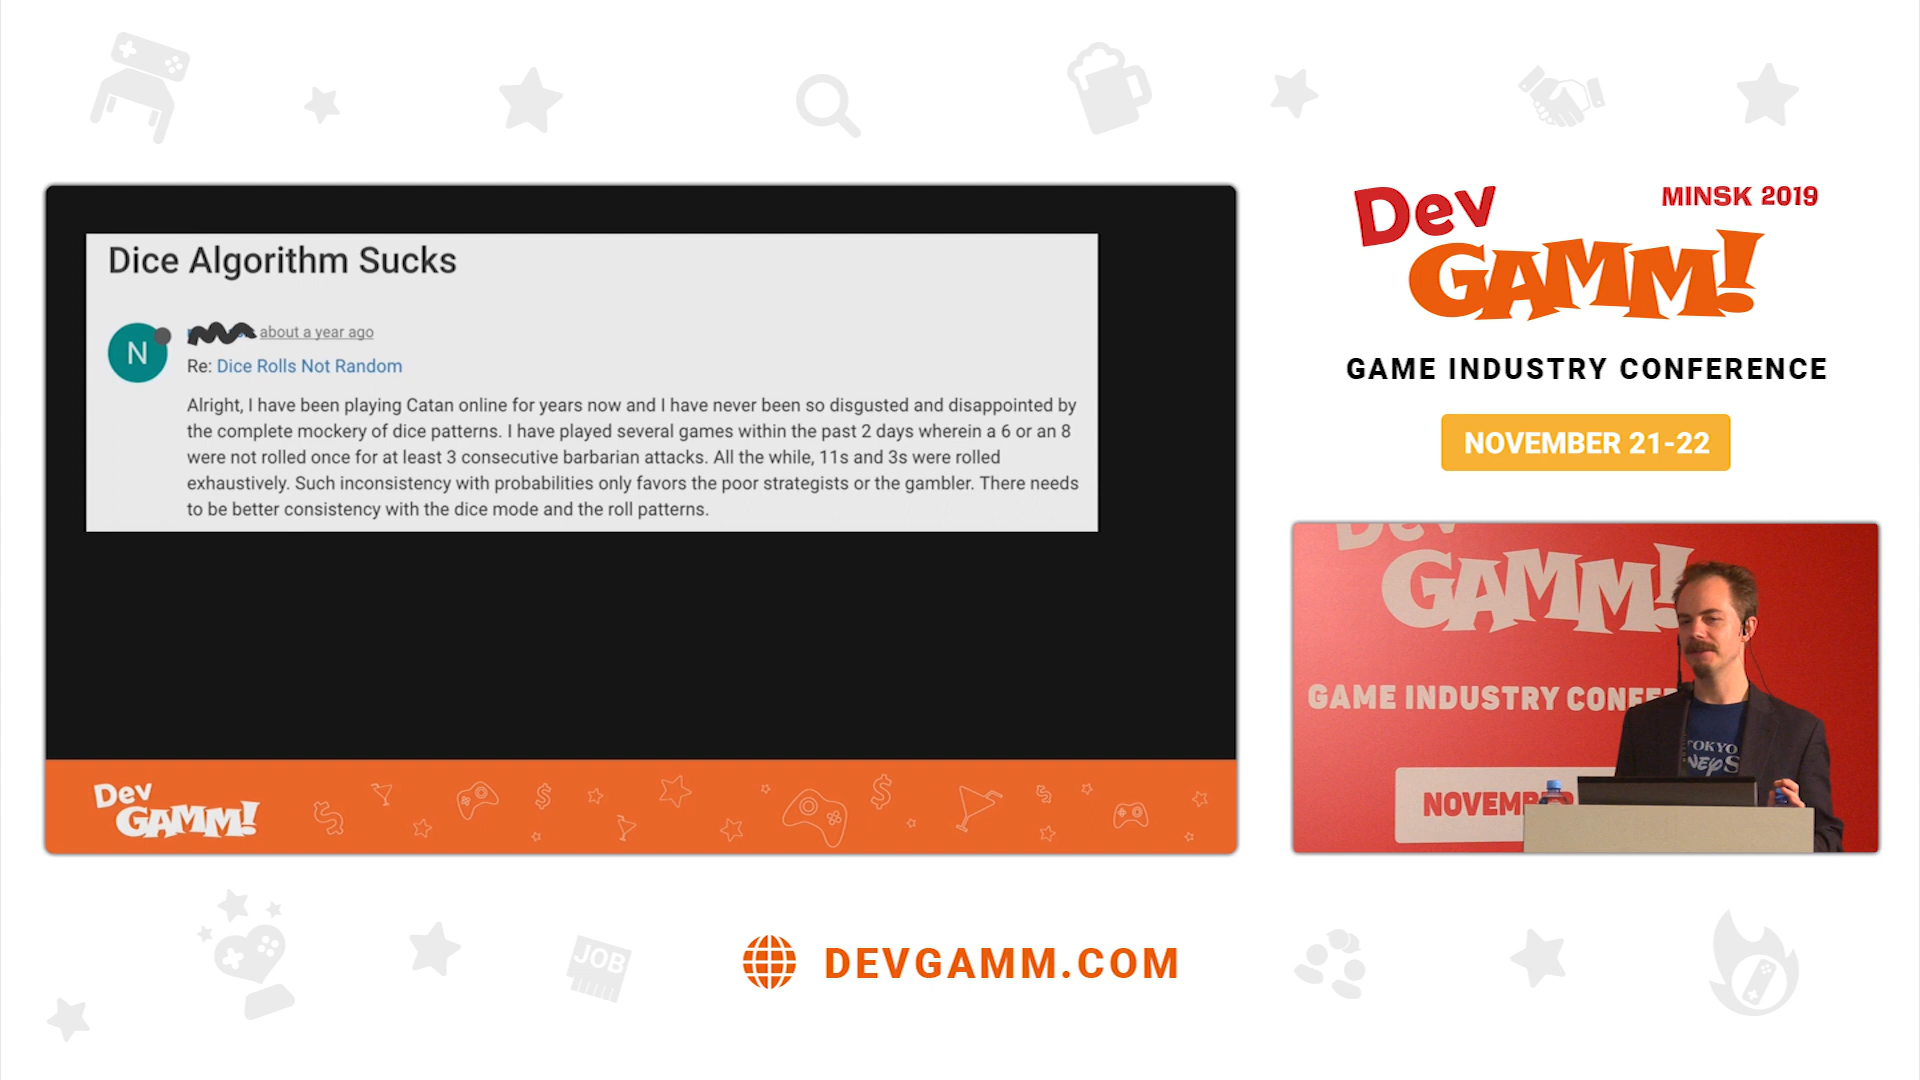 Dice Algorithm Sucks
N
about a year ago
Re: Dice Rolls Not Random
Alright, I have been playing Catan online for years now and I have never been so disgusted and disappointed by
the complete mockery of dice patterns. I have played several games within the past 2 days wherein a 6 or an 8
were not rolled once for at least 3 consecutive barbarian attacks. All the while, 11s and 3s were rolled
exhaustively. Such inconsistency with probabilities only favors the poor strategists or the gambler. There needs
to be better consistency with the dice mode and the roll patterns.
Dev
GAMM!
Dev
MINSK 2019
GAMM!
GAME INDUSTRY CONFERENCE
NOVEMBER 21-22
Dev
GAMM!
GAME INDUSTRY CONFE
NOVEMB
TOKYO
JOB
DEVGAMM.COM